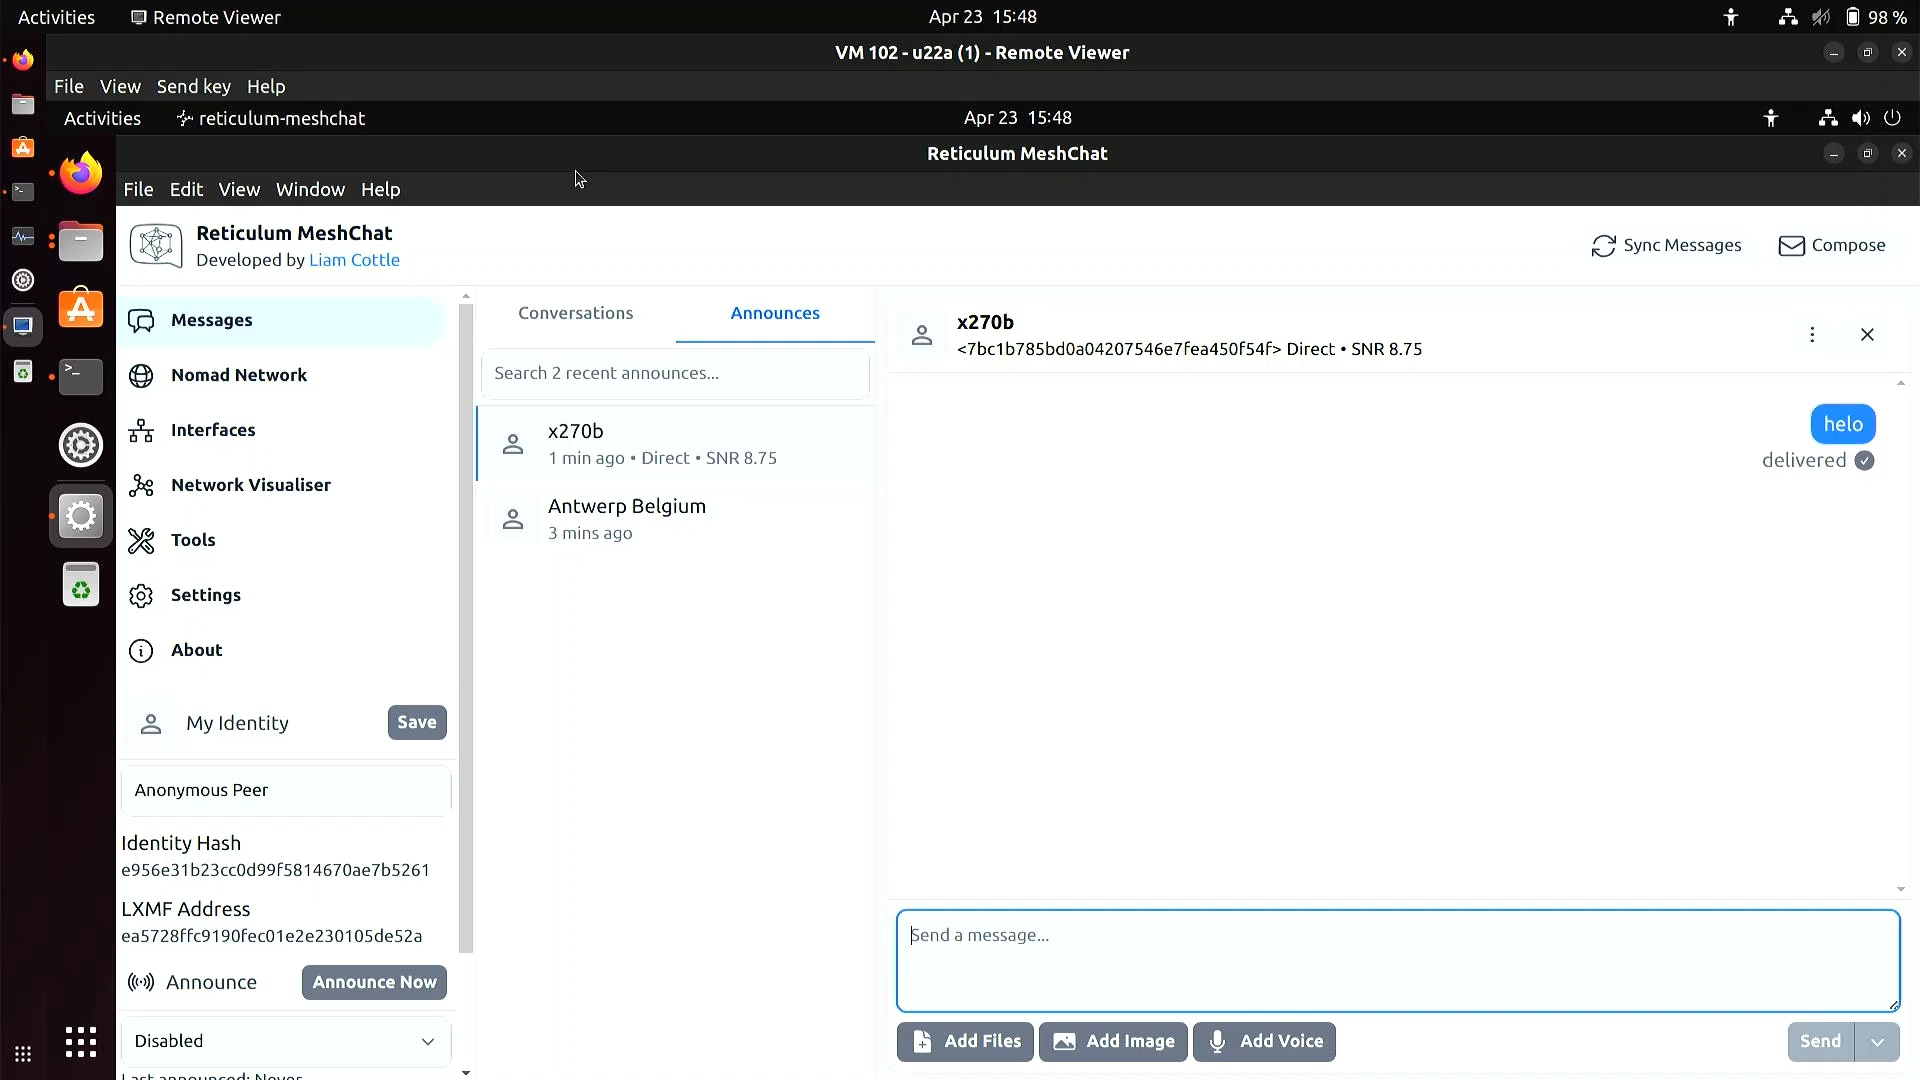 Activities Remote Viewer Apr 23 15:48 98 %
VM 102 - u22a (1) - Remote Viewer
File View Send key Help
Activities reticulum-meshchat Apr 23 15:48
Reticulum MeshChat
File Edit View Window Help
Reticulum MeshChat
Developed by Liam Cottle
Sync Messages Compose
Messages
Nomad Network
Interfaces
Network Visualiser
Tools
Settings
About
My Identity Save
Anonymous Peer
Identity Hash
e956e31b23cc0d99f5814670ae7b5261
LXMF Address
ea5728ffc9190fec01e2e230105de52a
Announce Announce Now
Disabled
Last announced: Never
Conversations Announces
Search 2 recent announces...
x270b
1 min ago • Direct • SNR 8.75
Antwerp Belgium
3 mins ago
x270b
<7bc1b785bd0a04207546e7fea450f54f> Direct • SNR 8.75
helo
delivered
Send a message...
Add Files Add Image Add Voice Send